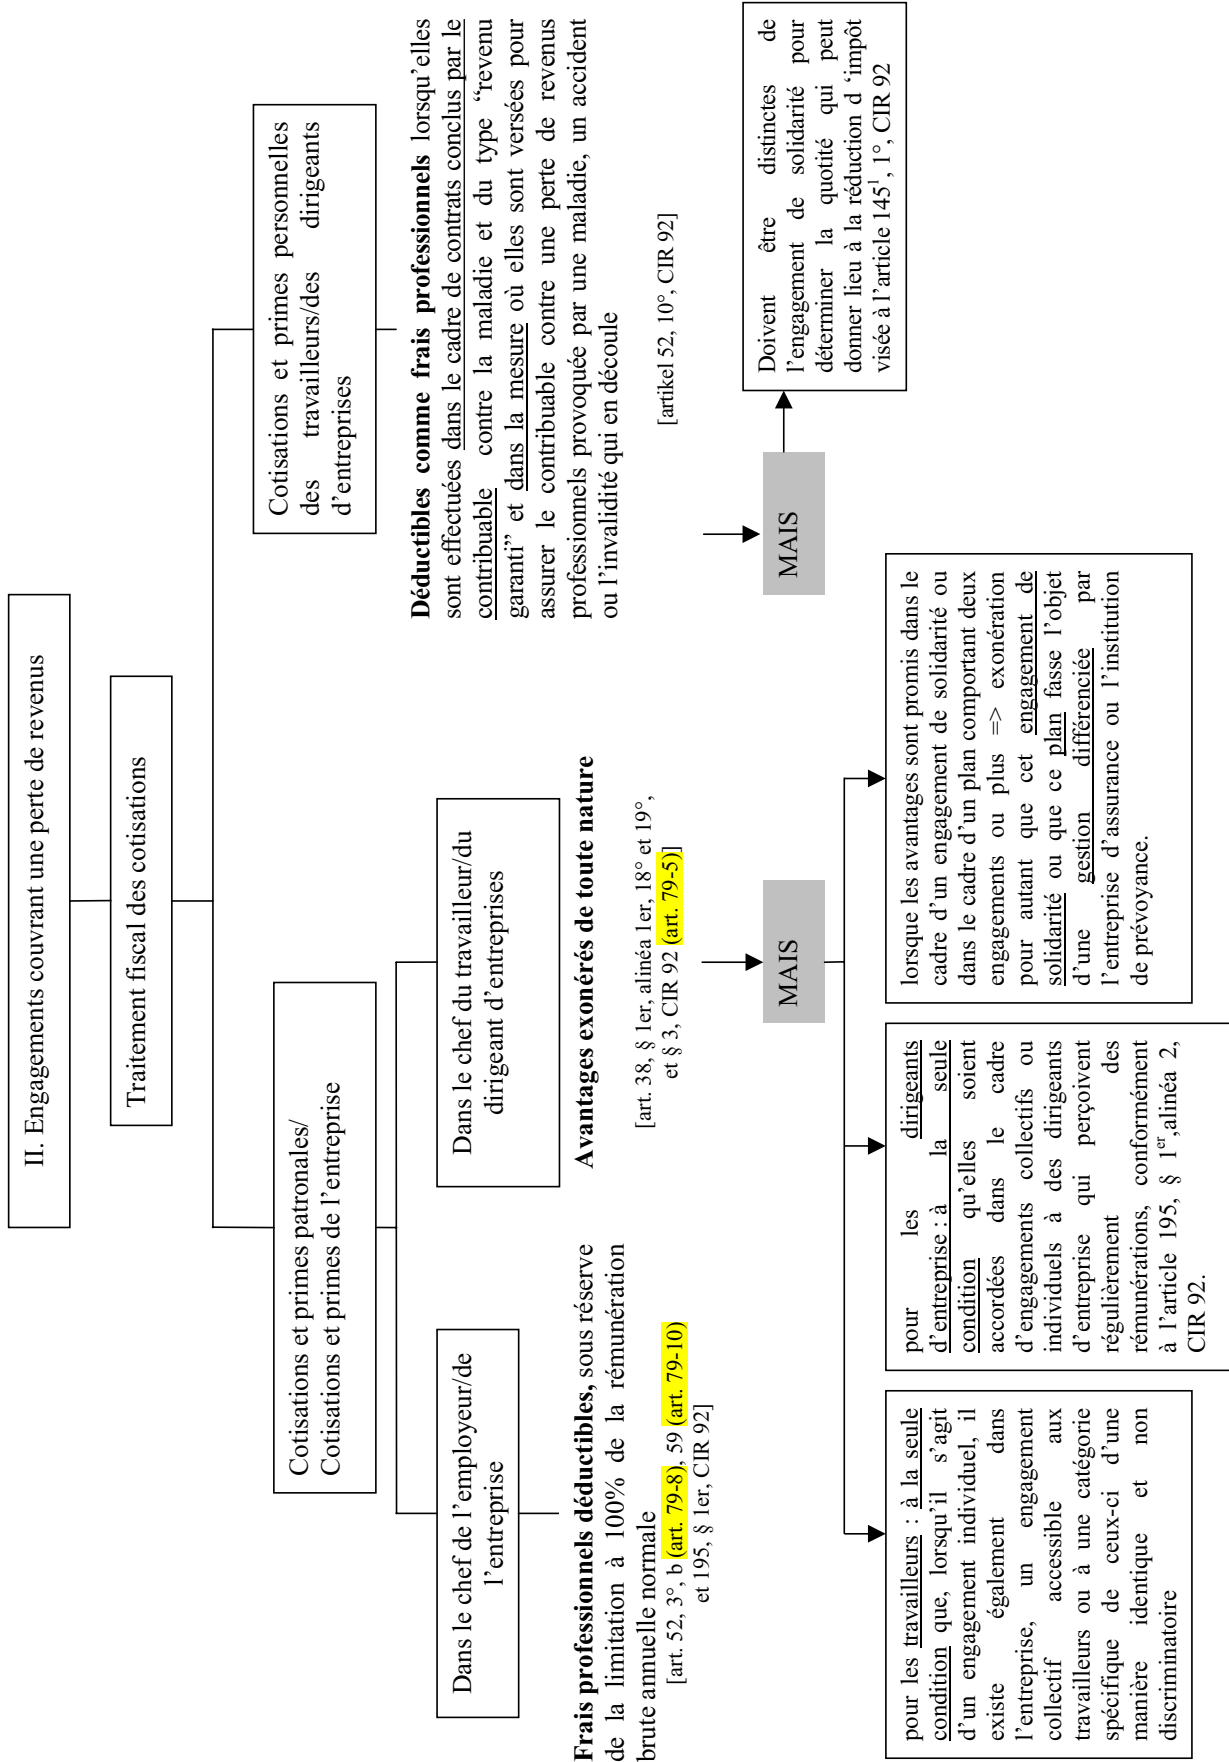 II. Engagements couvrant une perte de revenus
Traitement fiscal des cotisations
Cotisations et primes patronales/
Cotisations et primes de l'entreprise
Cotisations et primes personnelles
des travailleurs/des dirigeants
d'entreprises
Dans le chef de l'employeur/de
l'entreprise
Dans le chef du travailleur/du
dirigeant d'entreprises
Frais professionnels déductibles, sous réserve
de la limitation à 100% de la rémunération
brute annuelle normale
[art. 52, 3°, b (art. 79-8), 59 (art. 79-10)
et 195, § 1er, CIR 92]
Avantages exonérés de toute nature
[art. 38, § 1er, alinéa 1er, 18° et 19°,
et § 3, CIR 92 (art. 79-5)]
Déductibles comme frais professionnels lorsqu'elles
sont effectuées dans le cadre de contrats conclus par le
contribuable contre la maladie et du type “revenu
garanti” et dans la mesure où elles sont versées pour
assurer le contribuable contre une perte de revenus
professionnels provoquée par une maladie, un accident
ou l'invalidité qui en découle
[artikel 52, 10°, CIR 92]
MAIS
MAIS
Doivent être distinctes de
l'engagement de solidarité pour
déterminer la quotité qui peut
donner lieu à la réduction d ‘impôt
visée à l'article 145¹, 1°, CIR 92
pour les travailleurs : à la seule
condition que, lorsqu'il s'agit
d'un engagement individuel, il
existe également dans
l'entreprise, un engagement
collectif accessible aux
travailleurs ou à une catégorie
spécifique de ceux-ci d'une
manière identique et non
discriminatoire
pour les dirigeants
d'entreprise : à la seule
condition qu'elles soient
accordées dans le cadre
d'engagements collectifs ou
individuels à des dirigeants
d'entreprise qui perçoivent
régulièrement des
rémunérations, conformément
à l'article 195, § 1er,alinéa 2,
CIR 92.
lorsque les avantages sont promis dans le
cadre d'un engagement de solidarité ou
dans le cadre d'un plan comportant deux
engagements ou plus => exonération
pour autant que cet engagement de
solidarité ou que ce plan fasse l'objet
d'une gestion différenciée par
l'entreprise d'assurance ou l'institution
de prévoyance.